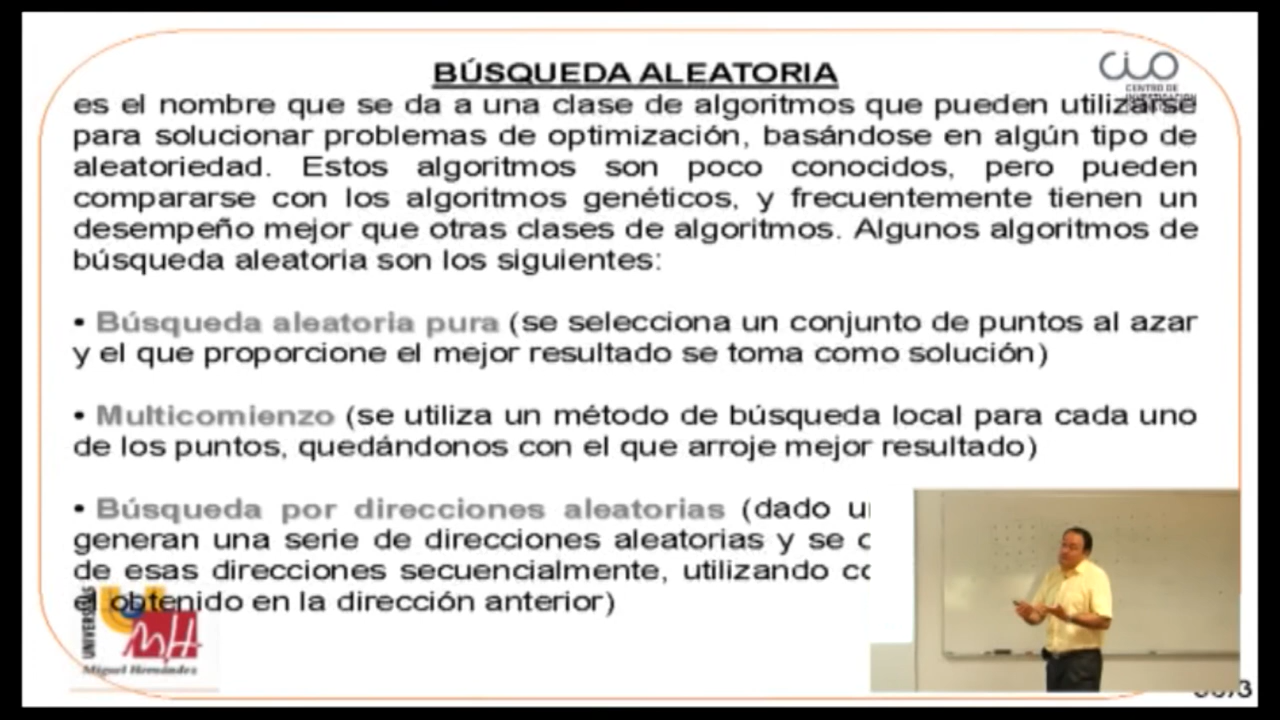 BÚSQUEDA ALEATORIA
CIO
CENTRO DE
es el nombre que se da a una clase de algoritmos que pueden utilizarse
para solucionar problemas de optimización, basándose en algún tipo de
aleatoriedad. Estos algoritmos son poco conocidos, pero pueden
compararse con los algoritmos genéticos, y frecuentemente tienen un
desempeño mejor que otras clases de algoritmos. Algunos algoritmos de
búsqueda aleatoria son los siguientes:
• Búsqueda aleatoria pura (se selecciona un conjunto de puntos al azar
y el que proporcione el mejor resultado se toma como solución)
• Multicomienzo (se utiliza un método de búsqueda local para cada uno
de los puntos, quedándonos con el que arroje mejor resultado)
• Búsqueda por direcciones aleatorias (dado
generan una serie de direcciones aleatorias y se
de esas direcciones secuencialmente, utilizando
el obtenido en la dirección anterior)
Miguel Hernández